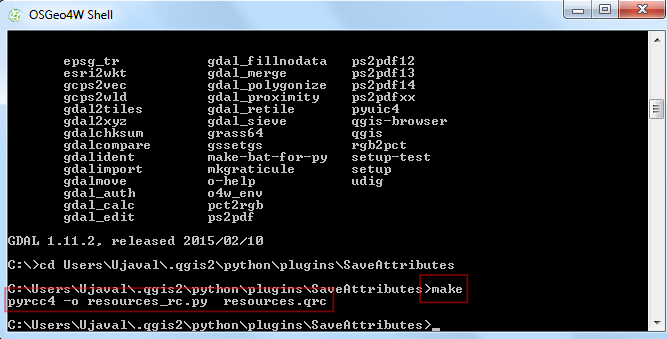 OSGeo4W Shell
epsg_tr gdal_fillnodata ps2pdf12
esri2wkt gdal_merge ps2pdf13
gcps2vec gdal_polygonize ps2pdf14
gcps2wld gdal_proximity ps2pdfxx
gdal2tiles gdal_retile pyuic4
gdal2xyz gdal_sieve qgis-browser
gdalchksum grass64 qgis
gdalcompare gssetgs rgb2pct
gdalident make-bat-for-py setup-test
gdalimport mkgraticule setup
gdalmove o-help udig
gdal_auth o4w_env
gdal_calc pct2rgb
gdal_edit ps2pdf
GDAL 1.11.2, released 2015/02/10
C:\>cd Users\Ujaval\.qgis2\python\plugins\SaveAttributes
C:\Users\Ujaval\.qgis2\python\plugins\SaveAttributes>make
pyrcc4 -o resources_rc.py  resources.qrc
C:\Users\Ujaval\.qgis2\python\plugins\SaveAttributes>_